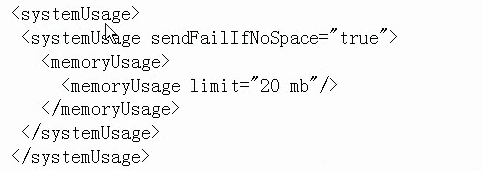 <systemUsage>
<systemUsage sendFailIfNoSpace="true">
<memoryUsage>
<memoryUsage limit="20 mb"/>
</memoryUsage>
</systemUsage>
</systemUsage>